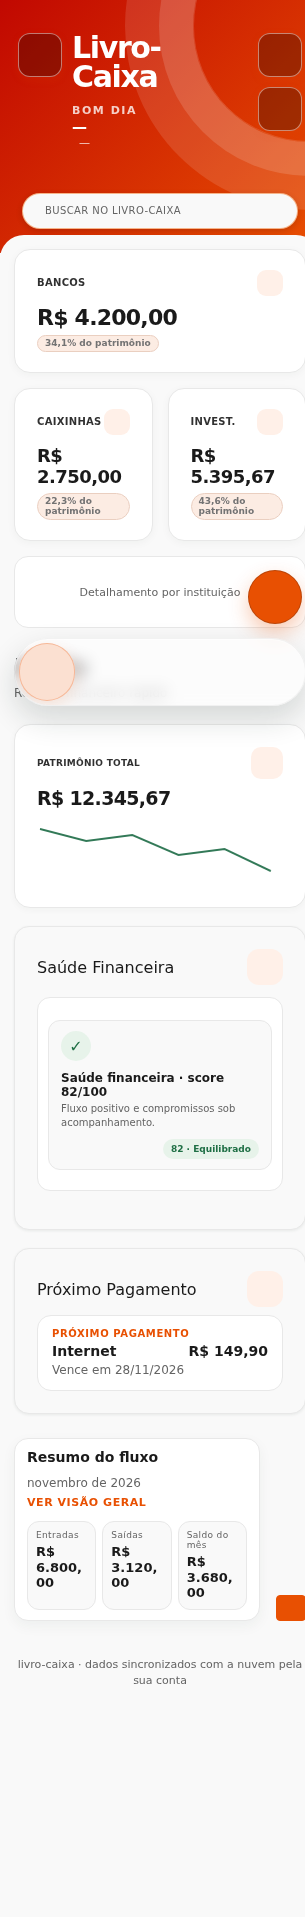 Livro-
Caixa
BOM DIA
—
—
BUSCAR NO LIVRO-CAIXA
BANCOS
R$ 4.200,00
34,1% do patrimônio
CAIXINHAS
R$
2.750,00
22,3% do
patrimônio
INVEST.
R$
5.395,67
43,6% do
patrimônio
Detalhamento por instituição
PATRIMÔNIO TOTAL
R$ 12.345,67
Saúde Financeira
✓
Saúde financeira · score
82/100
Fluxo positivo e compromissos sob
acompanhamento.
82 · Equilibrado
Próximo Pagamento
PRÓXIMO PAGAMENTO
Internet R$ 149,90
Vence em 28/11/2026
Resumo do fluxo
novembro de 2026
VER VISÃO GERAL
Entradas
R$
6.800,
00
Saídas
R$
3.120,
00
Saldo do
mês
R$
3.680,
00
livro-caixa · dados sincronizados com a nuvem pela
sua conta